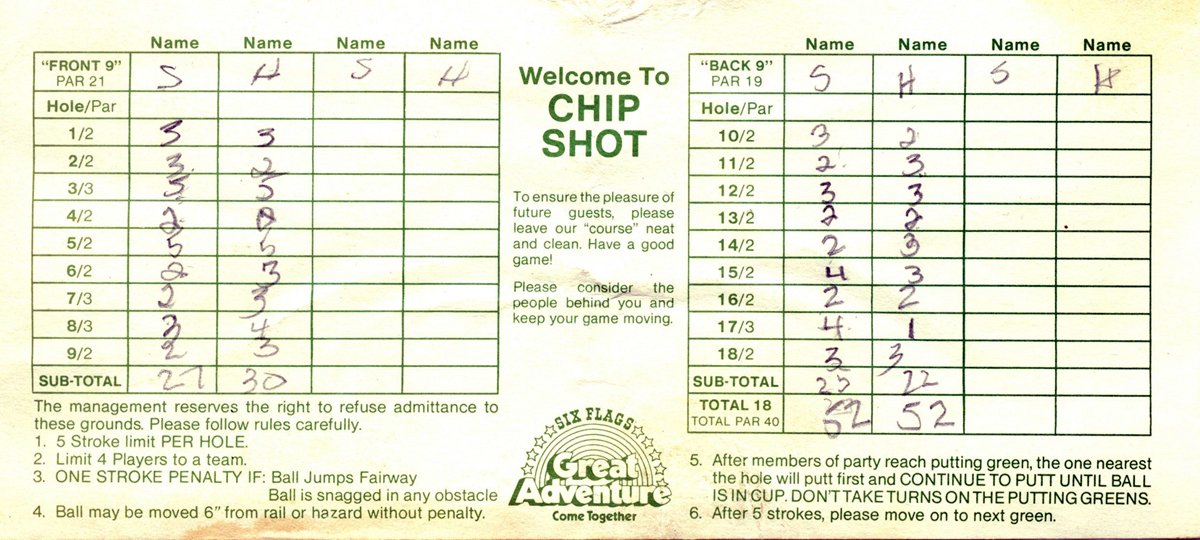 Name Name Name Name
"FRONT 9" PAR 21 S H S H
Hole/Par
1/2 3 3
2/2 3 2
3/3 5 5
4/2 2
5/2 5 5
6/2 2 3
7/3 2 3
8/3 3 4
9/2 2 3
SUB-TOTAL 27 30
The management reserves the right to refuse admittance to
these grounds. Please follow rules carefully.
1. 5 Stroke limit PER HOLE.
2. Limit 4 Players to a team.
3. ONE STROKE PENALTY IF: Ball Jumps Fairway
Ball is snagged in any obstacle
4. Ball may be moved 6" from rail or hazard without penalty.
Welcome To
CHIP
SHOT
To ensure the pleasure of
future guests, please
leave our "course" neat
and clean. Have a good
game!
Please consider the
people behind you and
keep your game moving.
SIX FLAGS
Great
Adventure
Come Together
Name Name Name Name
"BACK 9" PAR 19 S H S H
Hole/Par
10/2 3 2
11/2 2 3
12/2 3 3
13/2 2 2
14/2 2 3
15/2 4 3
16/2 2 2
17/3 4 1
18/2 3 3
SUB-TOTAL 25 22
TOTAL 18 52 52
TOTAL PAR 40
5. After members of party reach putting green, the one nearest
the hole will putt first and CONTINUE TO PUTT UNTIL BALL
IS IN CUP. DON'T TAKE TURNS ON THE PUTTING GREENS.
6. After 5 strokes, please move on to next green.